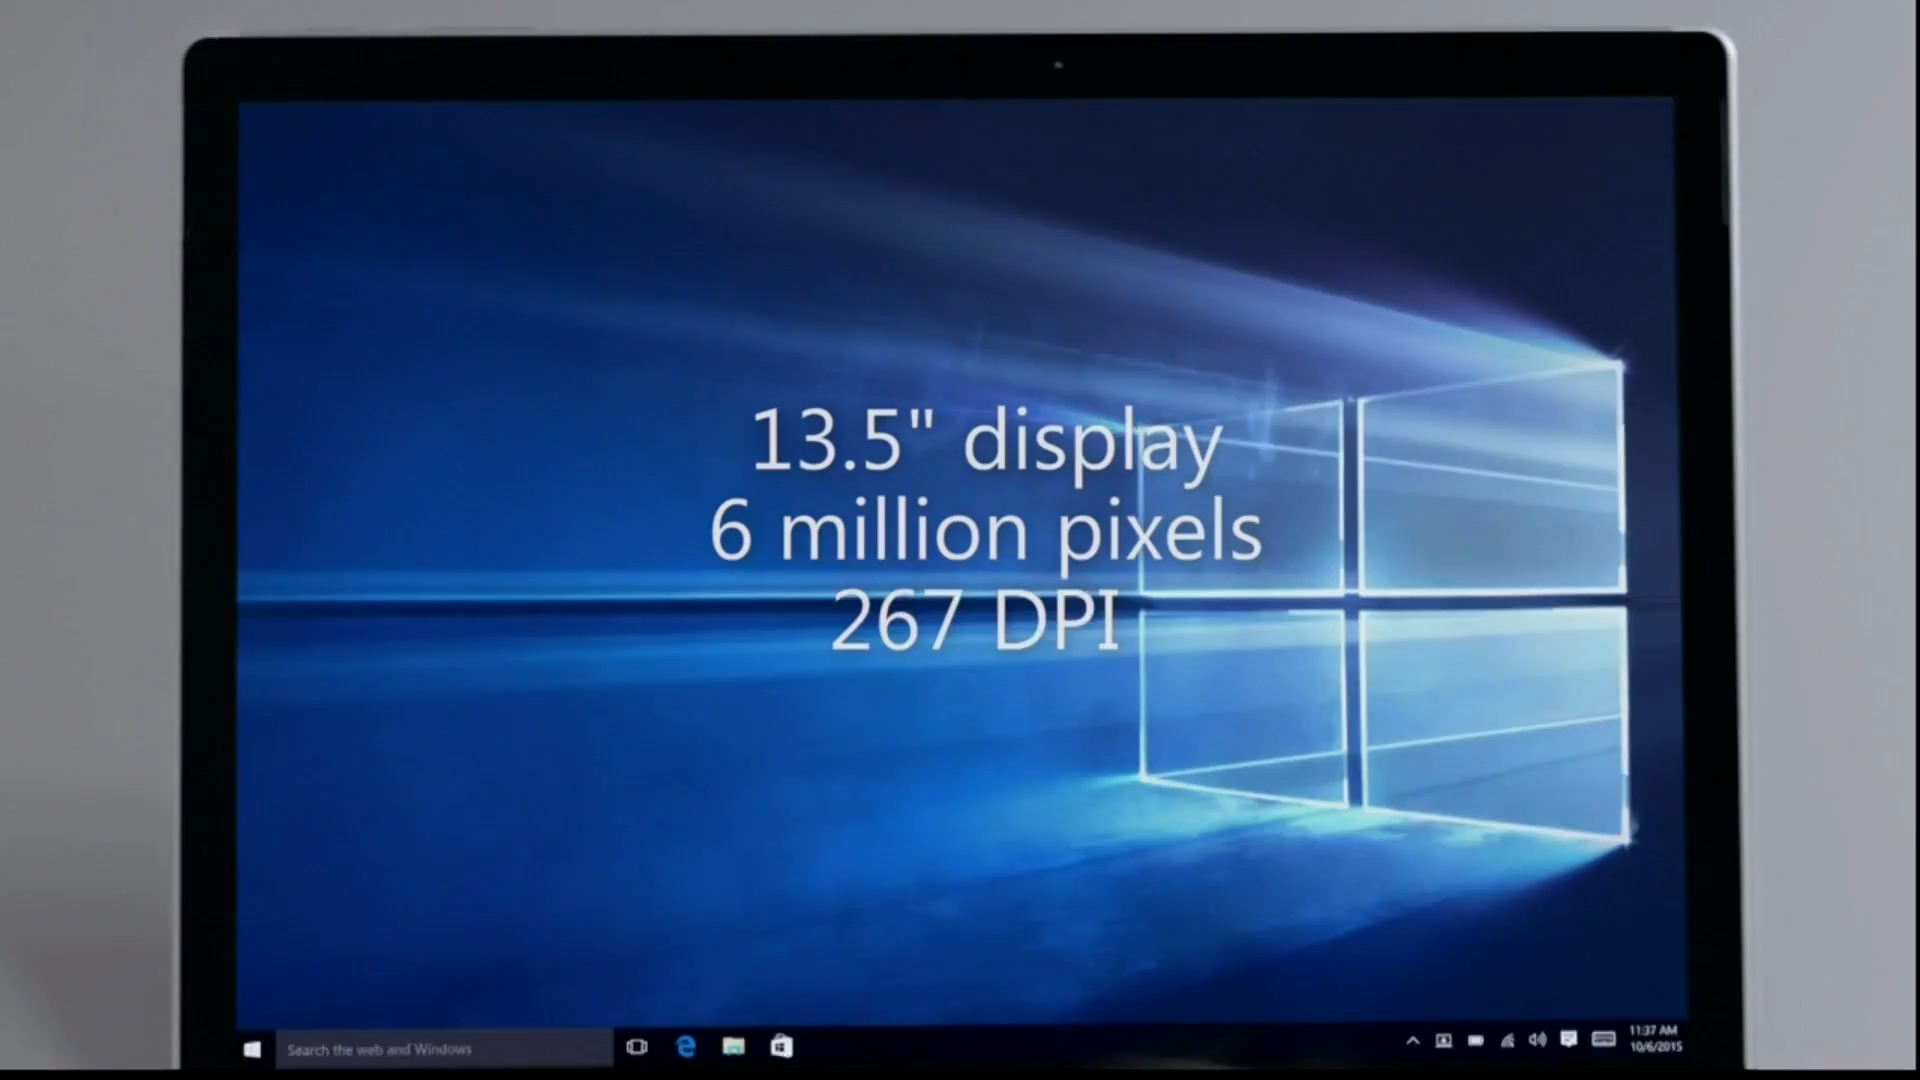 13.5" display
6 million pixels
267 DPI
Search the web and Windows
11:37 AM
10/6/2015